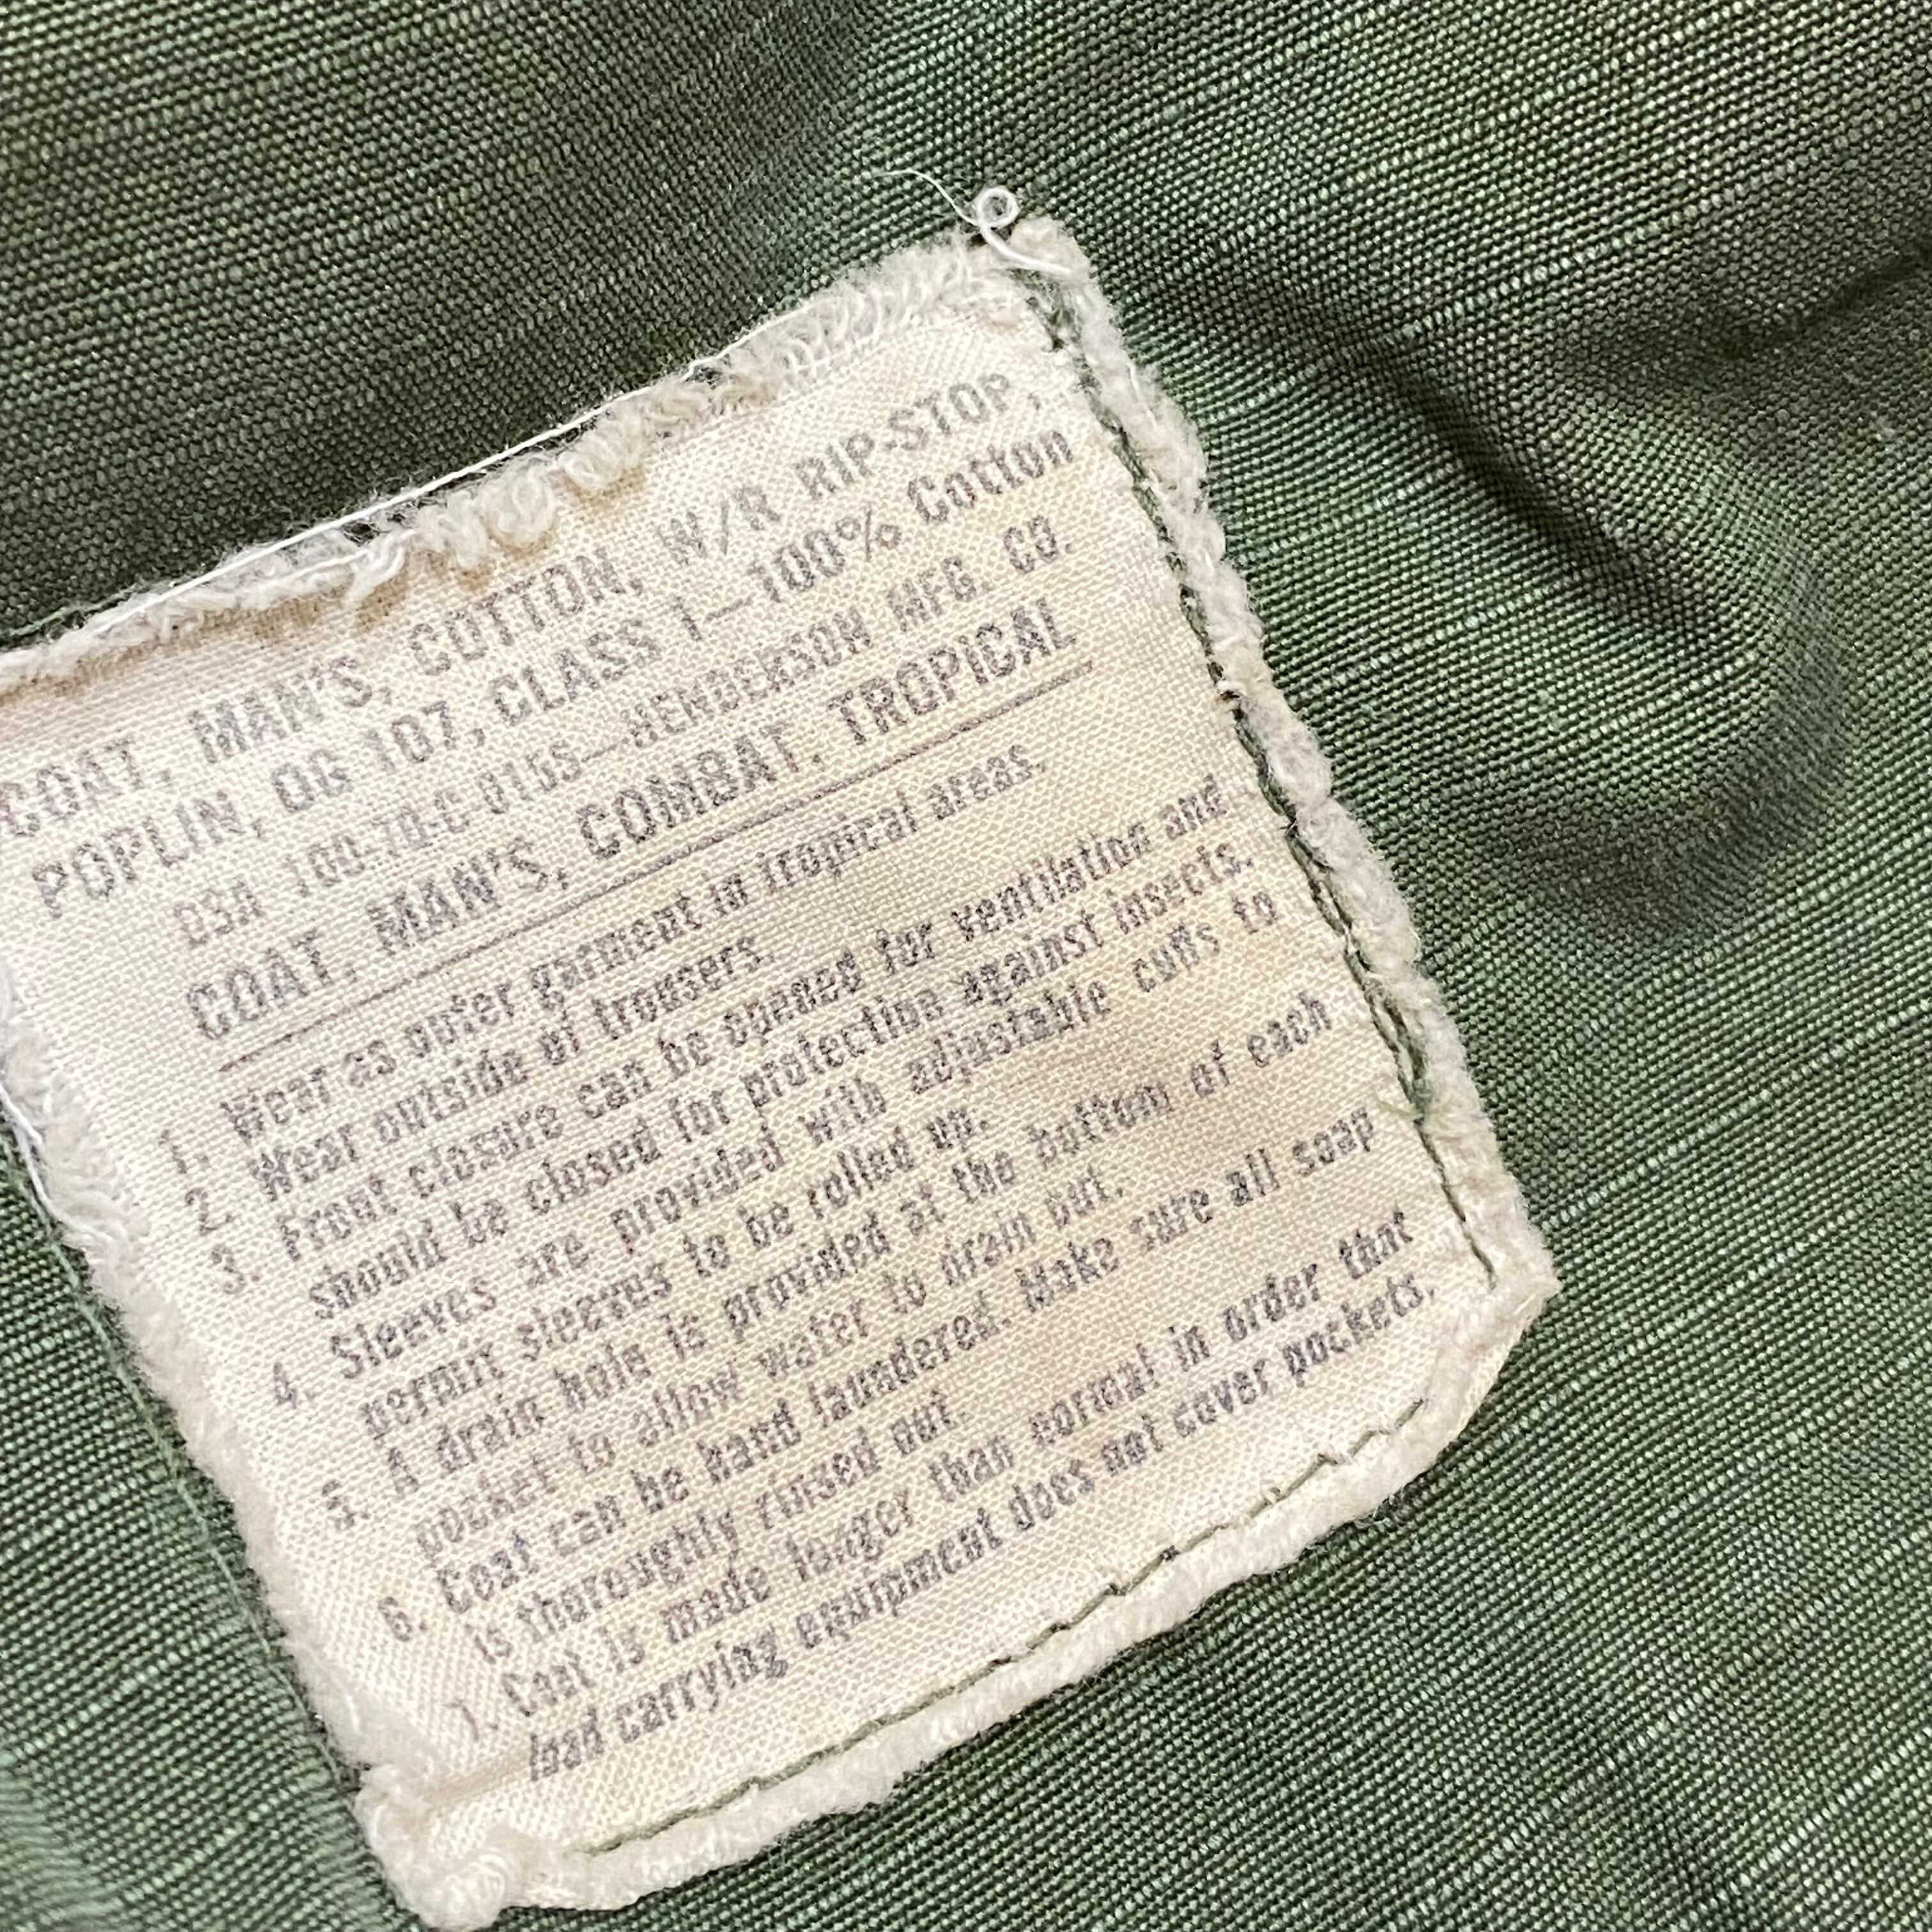 COAT, MAN'S, COTTON, W/R RIP-STOP,
POPLIN, OG 107, CLASS 1—100% Cotton
DSA 100-70-C-0165—HENDERSON MFG. CO.
COAT, MAN'S, COMBAT, TROPICAL
1. Wear as outer garment in tropical areas.
2. Wear outside of trousers.
3. Front closure can be opened for ventilation and
should be closed for protection against insects.
4. Sleeves are provided with adjustable cuffs to
permit sleeves to be rolled up.
5. A drain hole is provided at the bottom of each
pocket to allow water to drain out.
6. Coat can be hand laundered. Make sure all soap
is thoroughly rinsed out.
7. Coat is made longer than normal in order that
load carrying equipment does not cover pockets.